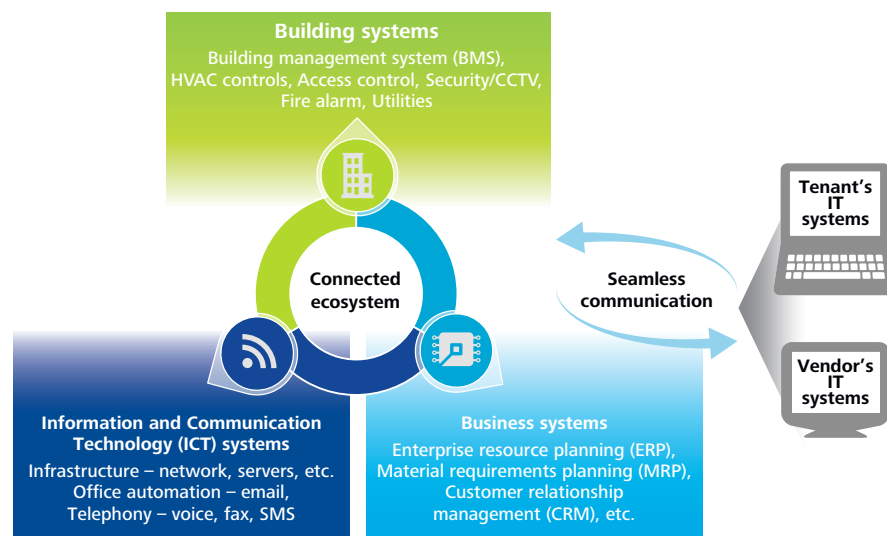 Building systems
Building management system (BMS),
HVAC controls, Access control, Security/CCTV,
Fire alarm, Utilities
Connected
ecosystem
Seamless
communication
Tenant's
IT
systems
Vendor's
IT
systems
Information and Communication
Technology (ICT) systems
Infrastructure – network, servers, etc.
Office automation – email,
Telephony – voice, fax, SMS
Business systems
Enterprise resource planning (ERP),
Material requirements planning (MRP),
Customer relationship
management (CRM), etc.